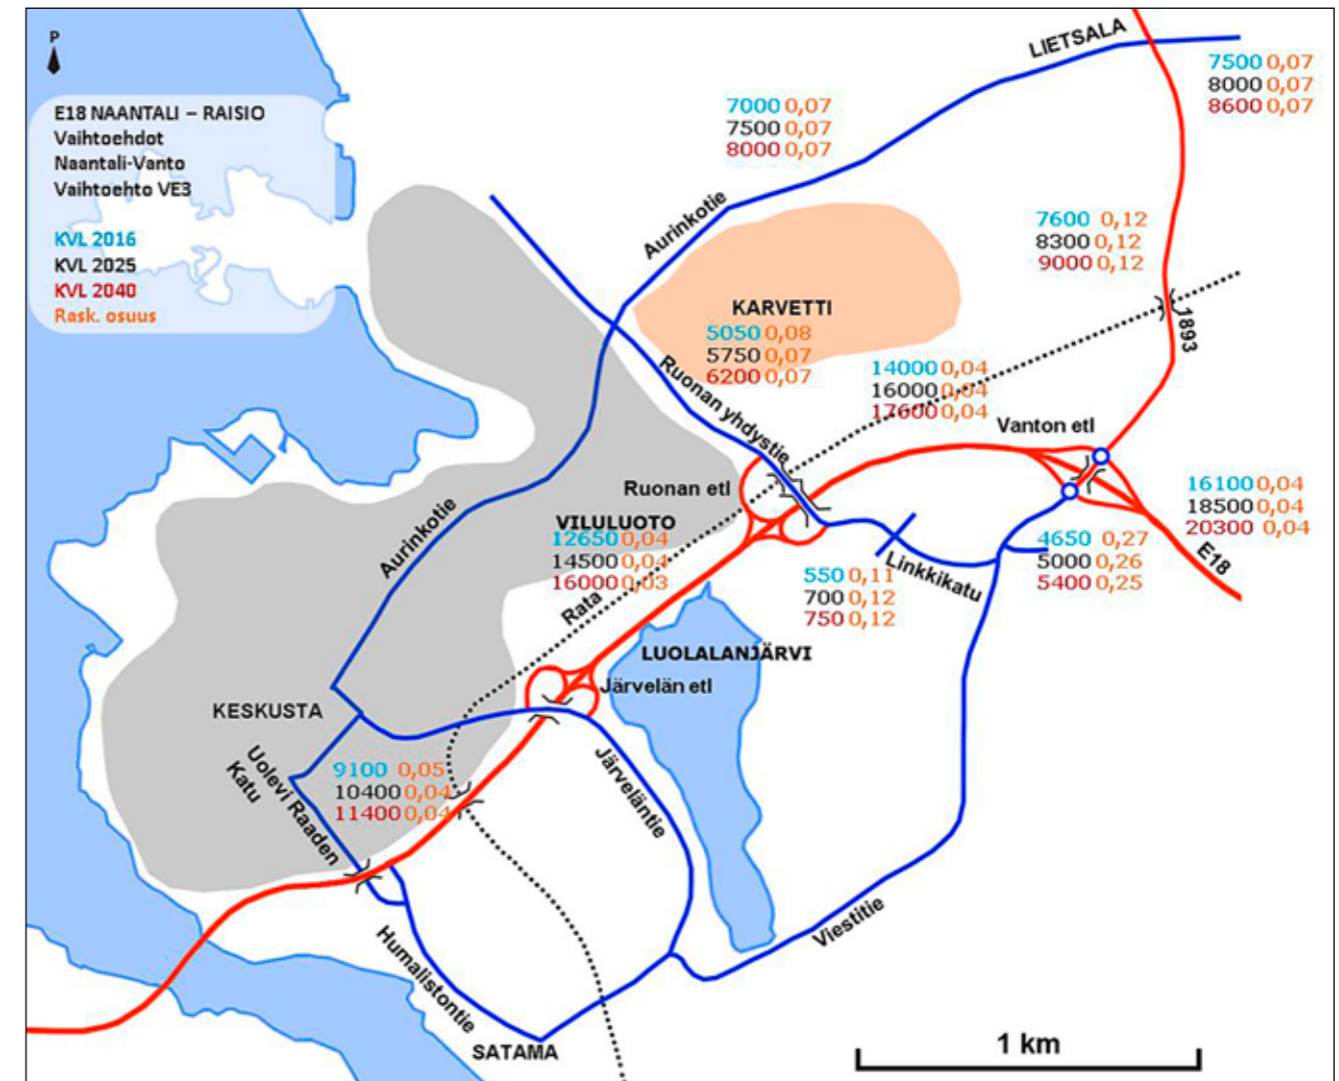 P
E18 NAANTALI – RAISIO
Vaihtoehdot
Naantali-Vanto
Vaihtoehto VE3
KVL 2016
KVL 2025
KVL 2040
Rask. osuus
LIETSALA
7500 0,07
8000 0,07
8600 0,07
7000 0,07
7500 0,07
8000 0,07
Aurinkotie
7600 0,12
8300 0,12
9000 0,12
1893
KARVETTI
5050 0,08
5750 0,07
6200 0,07
Ruonan yhdystie
14000 0,04
16000 0,04
17600 0,04
Vanton etl
16100 0,04
18500 0,04
20300 0,04
E18
Ruonan etl
VILULUOTO
12650 0,04
14500 0,04
16000 0,03
Rata
Aurinkotie
4650 0,27
5000 0,26
5400 0,25
Linkkikatu
550 0,11
700 0,12
750 0,12
LUOLALANJÄRVI
Järvelän etl
KESKUSTA
Uolevi Raaden
Katu
9100 0,05
10400 0,04
11400 0,04
Järveläntie
Viestitie
Humalistontie
SATAMA
1 km